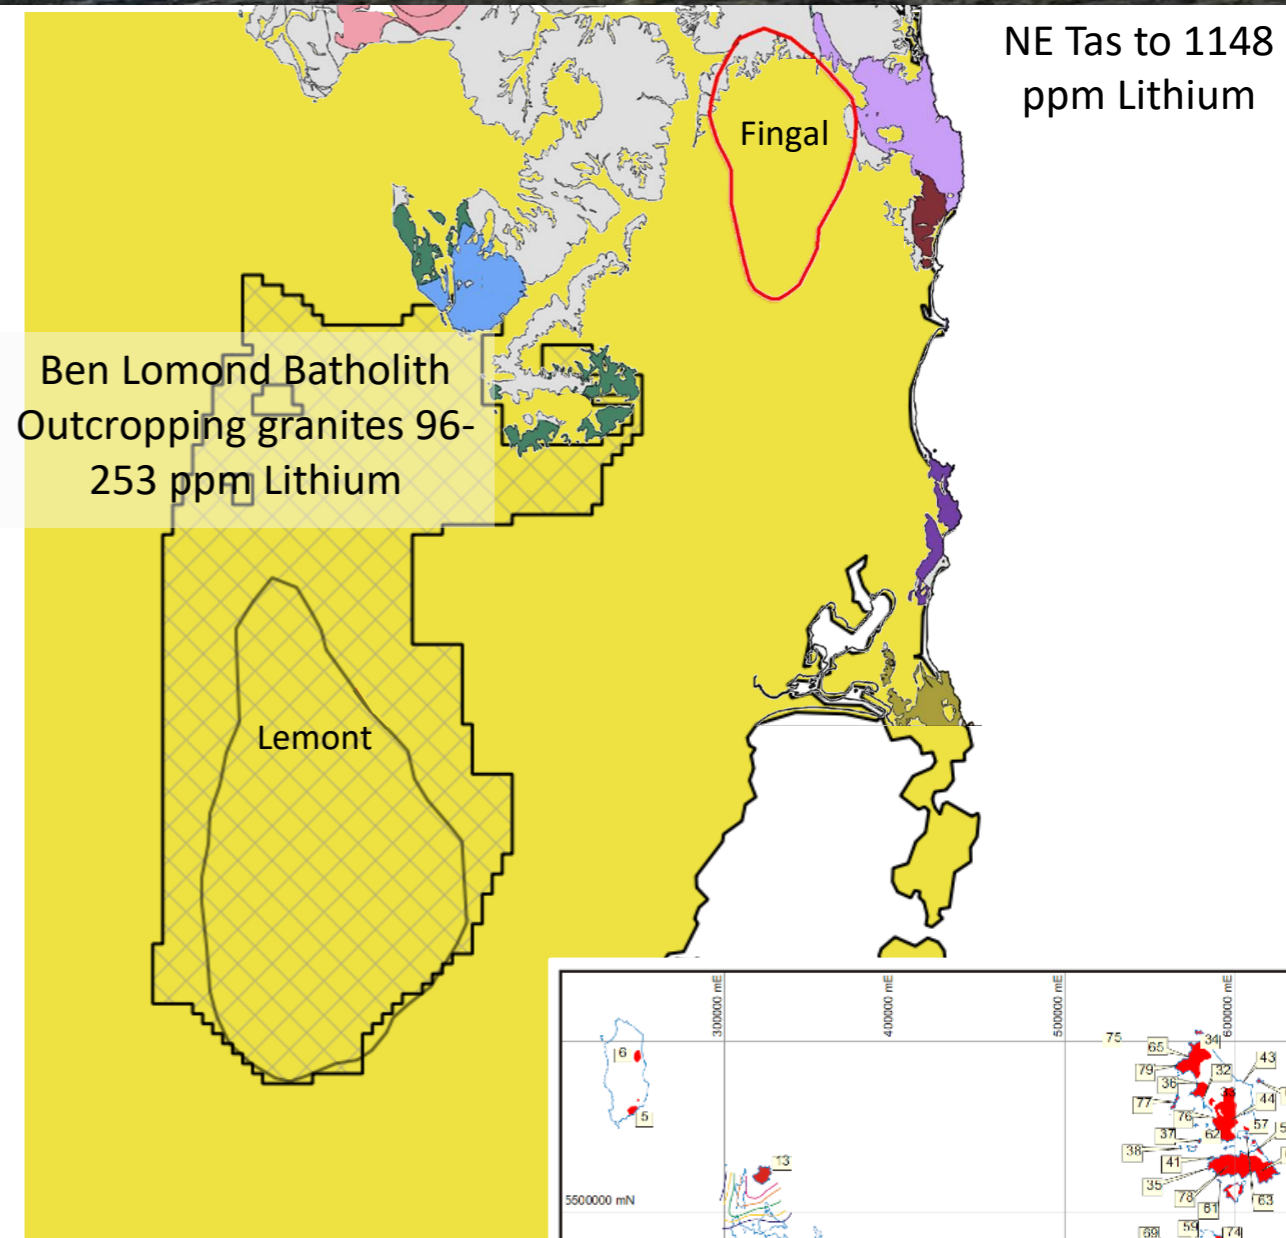 NE Tas to 1148
ppm Lithium
Fingal
Ben Lomond Batholith
Outcropping granites 96-
253 ppm Lithium
Lemont
300000 mE
400000 mE
500000 mE
600000 mE
75
34
65
43
6
79
32
36
33
77
44
5
76
57
37
62
38
41
13
35
5500000 mN
78
63
61
69
59
74